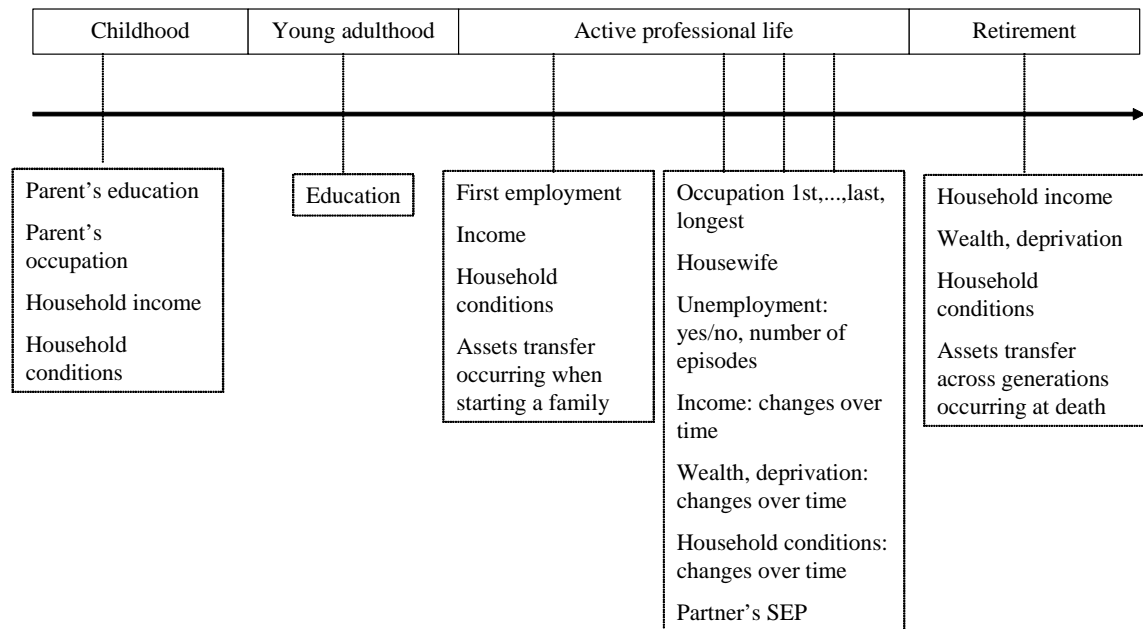 Childhood
Young adulthood
Active professional life
Retirement
Parent's education
Parent's
occupation
Household income
Household
conditions
Education
First employment
Income
Household
conditions
Assets transfer
occurring when
starting a family
Occupation 1st,...,last,
longest
Housewife
Unemployment:
yes/no, number of
episodes
Income: changes over
time
Wealth, deprivation:
changes over time
Household conditions:
changes over time
Partner's SEP
Household income
Wealth, deprivation
Household
conditions
Assets transfer
across generations
occurring at death